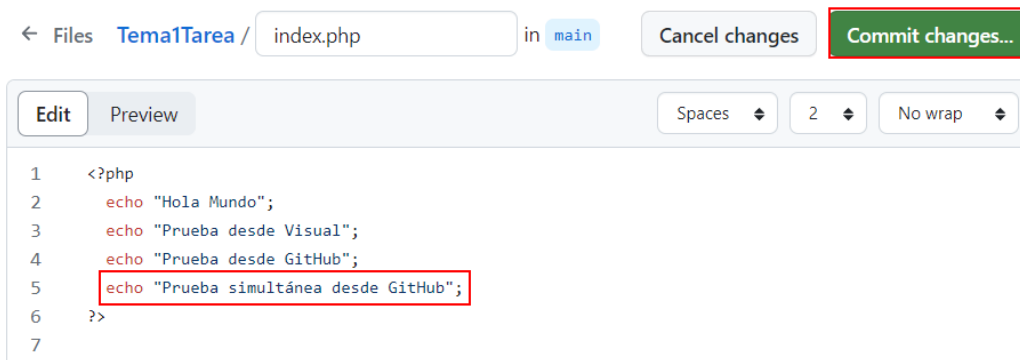 ← Files Tema1Tarea / index.php in main Cancel changes Commit changes...
Edit Preview Spaces 2 No wrap
1 <?php
2 echo "Hola Mundo";
3 echo "Prueba desde Visual";
4 echo "Prueba desde GitHub";
5 echo "Prueba simultánea desde GitHub";
6 ?>
7